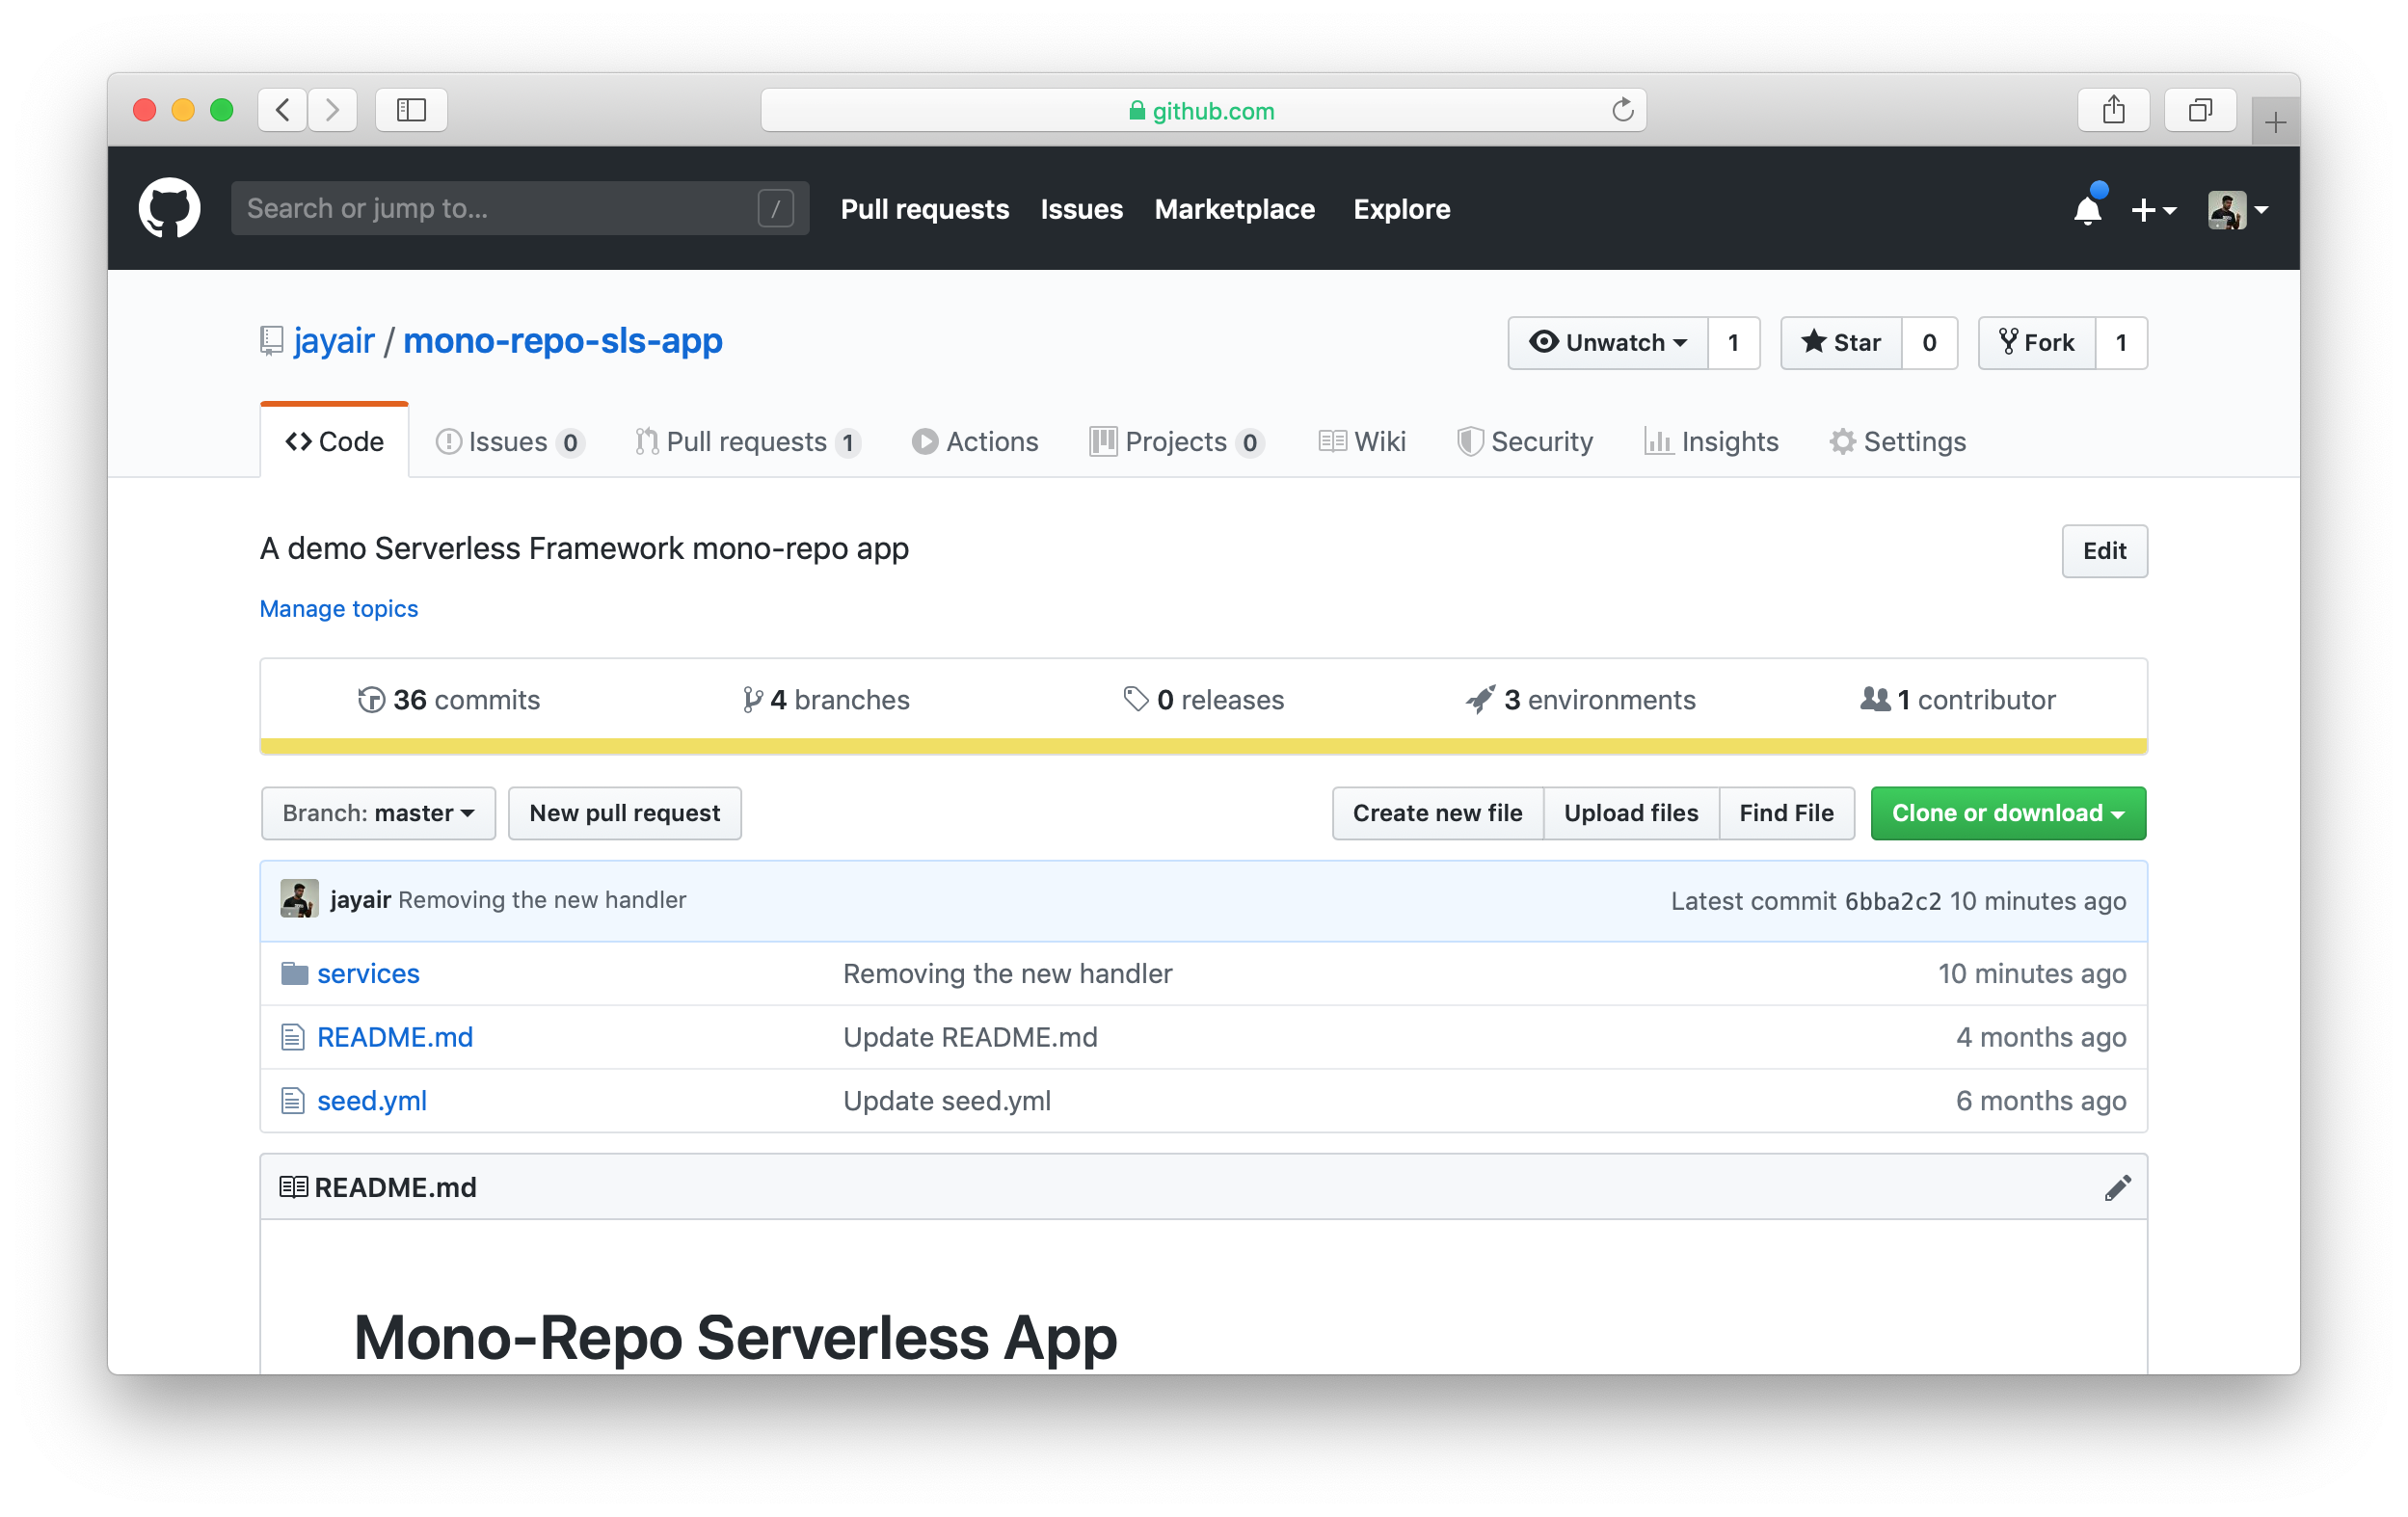 github.com
Search or jump to... /
Pull requests Issues Marketplace Explore
jayair / mono-repo-sls-app
Unwatch 1 Star 0 Fork 1
Code Issues 0 Pull requests 1 Actions Projects 0 Wiki Security Insights Settings
A demo Serverless Framework mono-repo app
Edit
Manage topics
36 commits 4 branches 0 releases 3 environments 1 contributor
Branch: master New pull request Create new file Upload files Find File Clone or download
jayair Removing the new handler Latest commit 6bba2c2 10 minutes ago
services Removing the new handler 10 minutes ago
README.md Update README.md 4 months ago
seed.yml Update seed.yml 6 months ago
README.md
Mono-Repo Serverless App